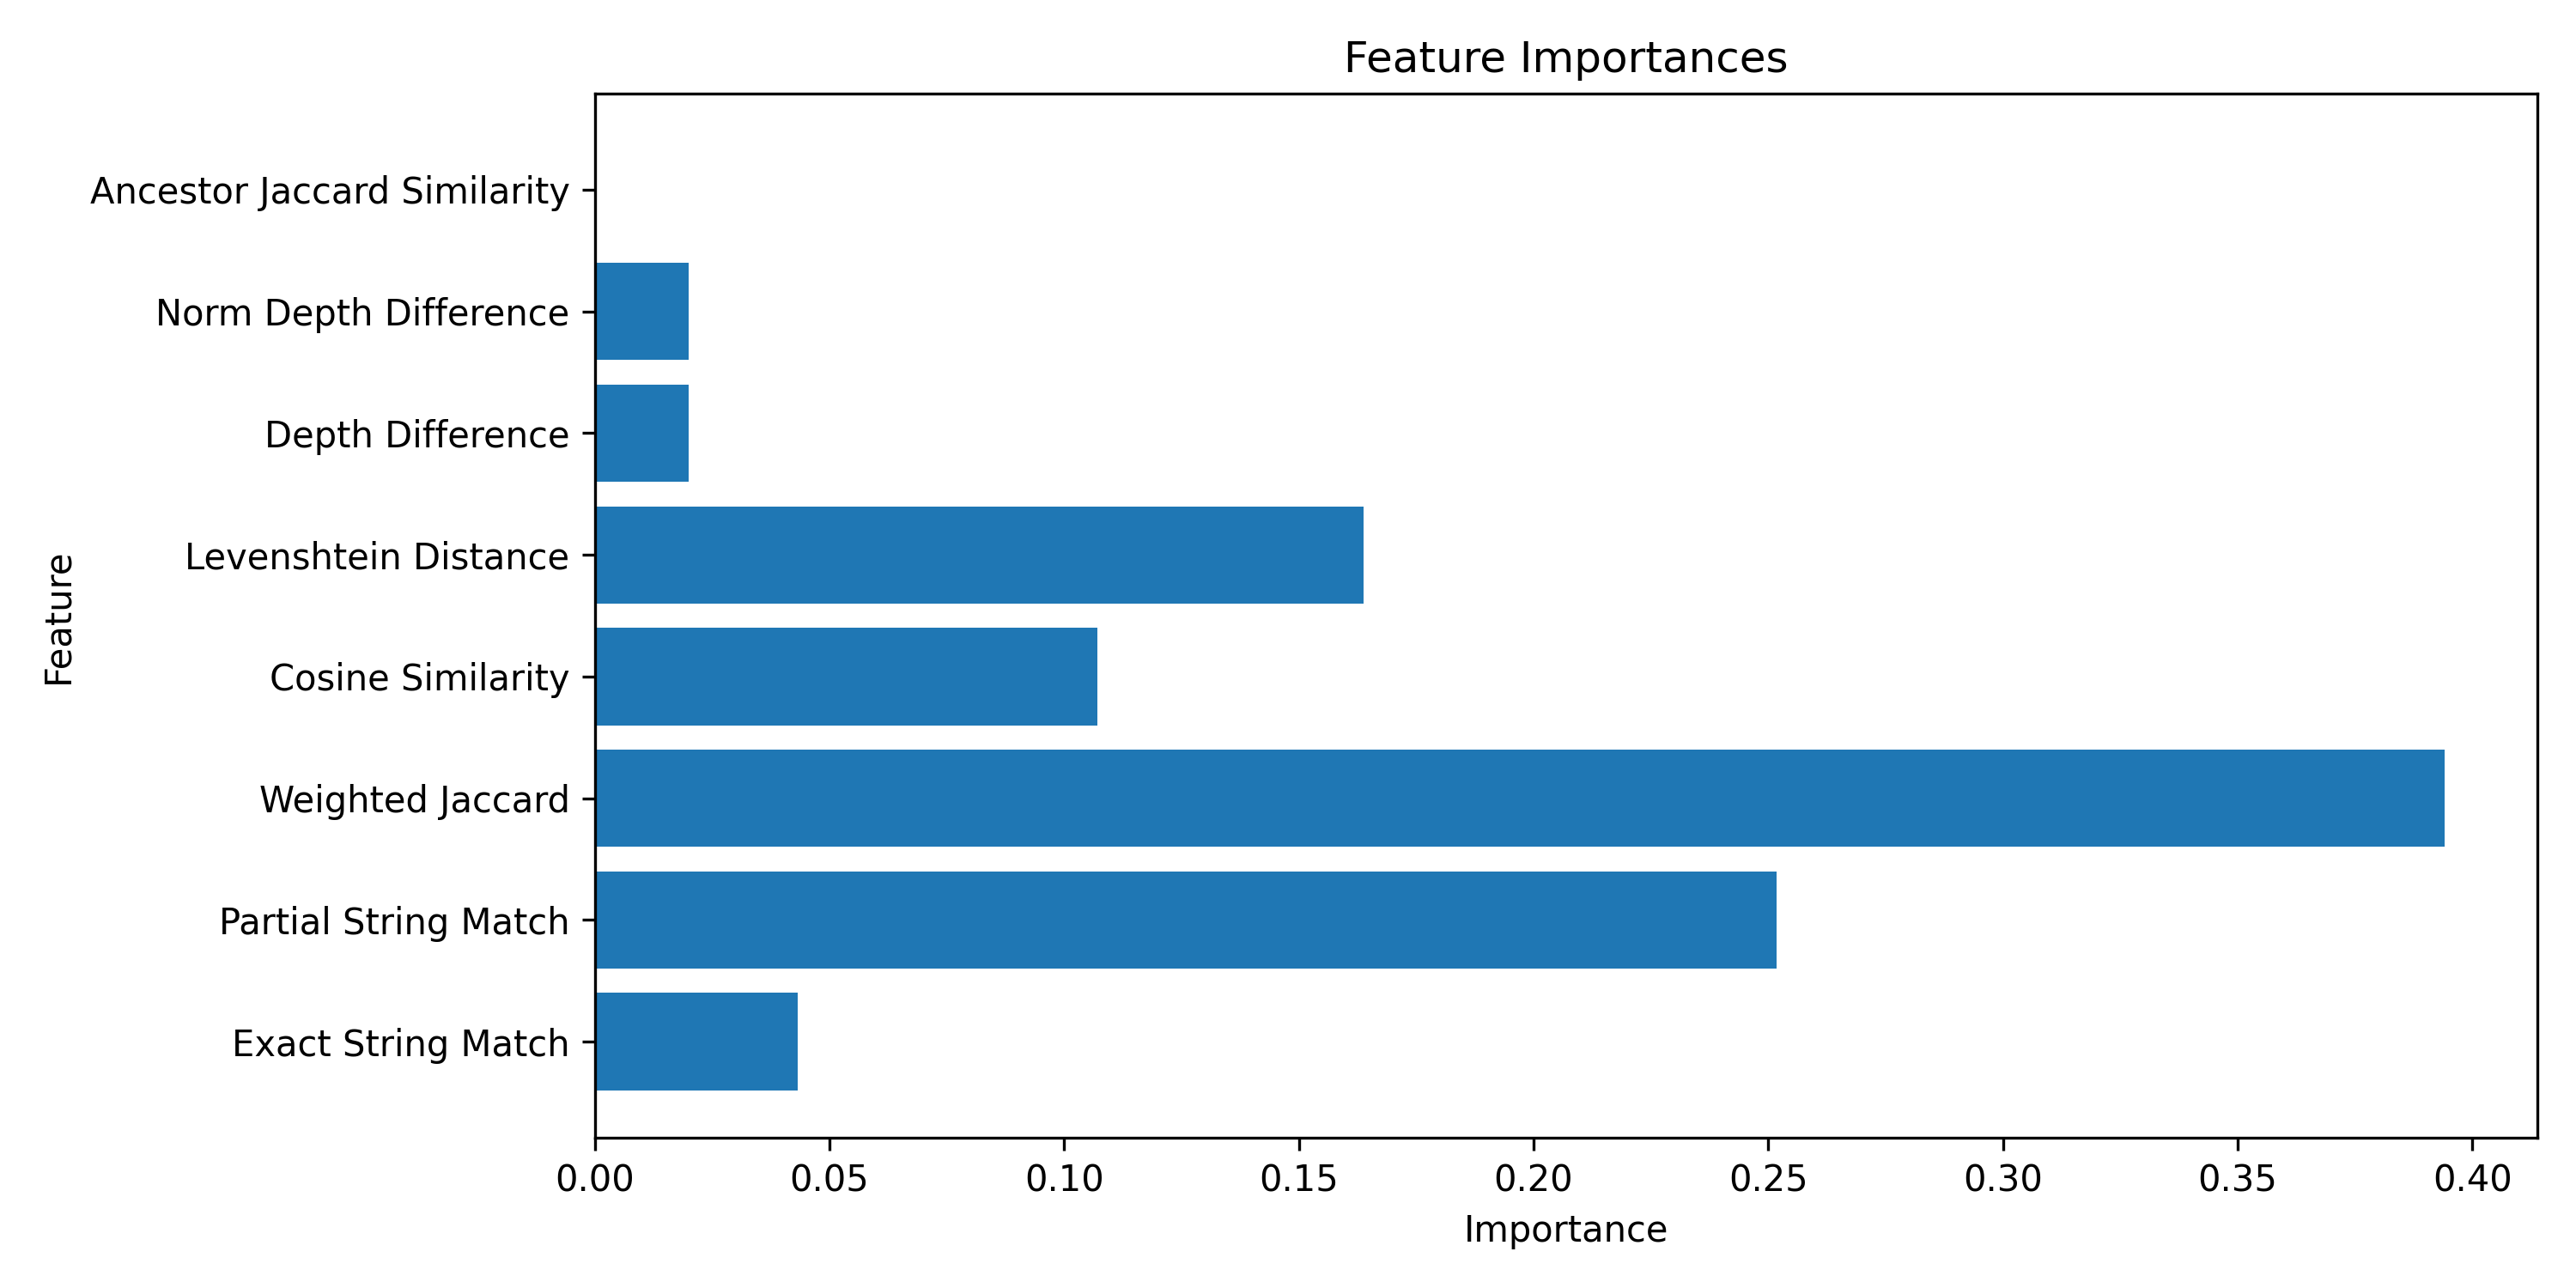 Feature Importances
Ancestor Jaccard Similarity
Norm Depth Difference
Depth Difference
Levenshtein Distance
Cosine Similarity
Weighted Jaccard
Partial String Match
Exact String Match
Feature
0.00 0.05 0.10 0.15 0.20 0.25 0.30 0.35 0.40
Importance